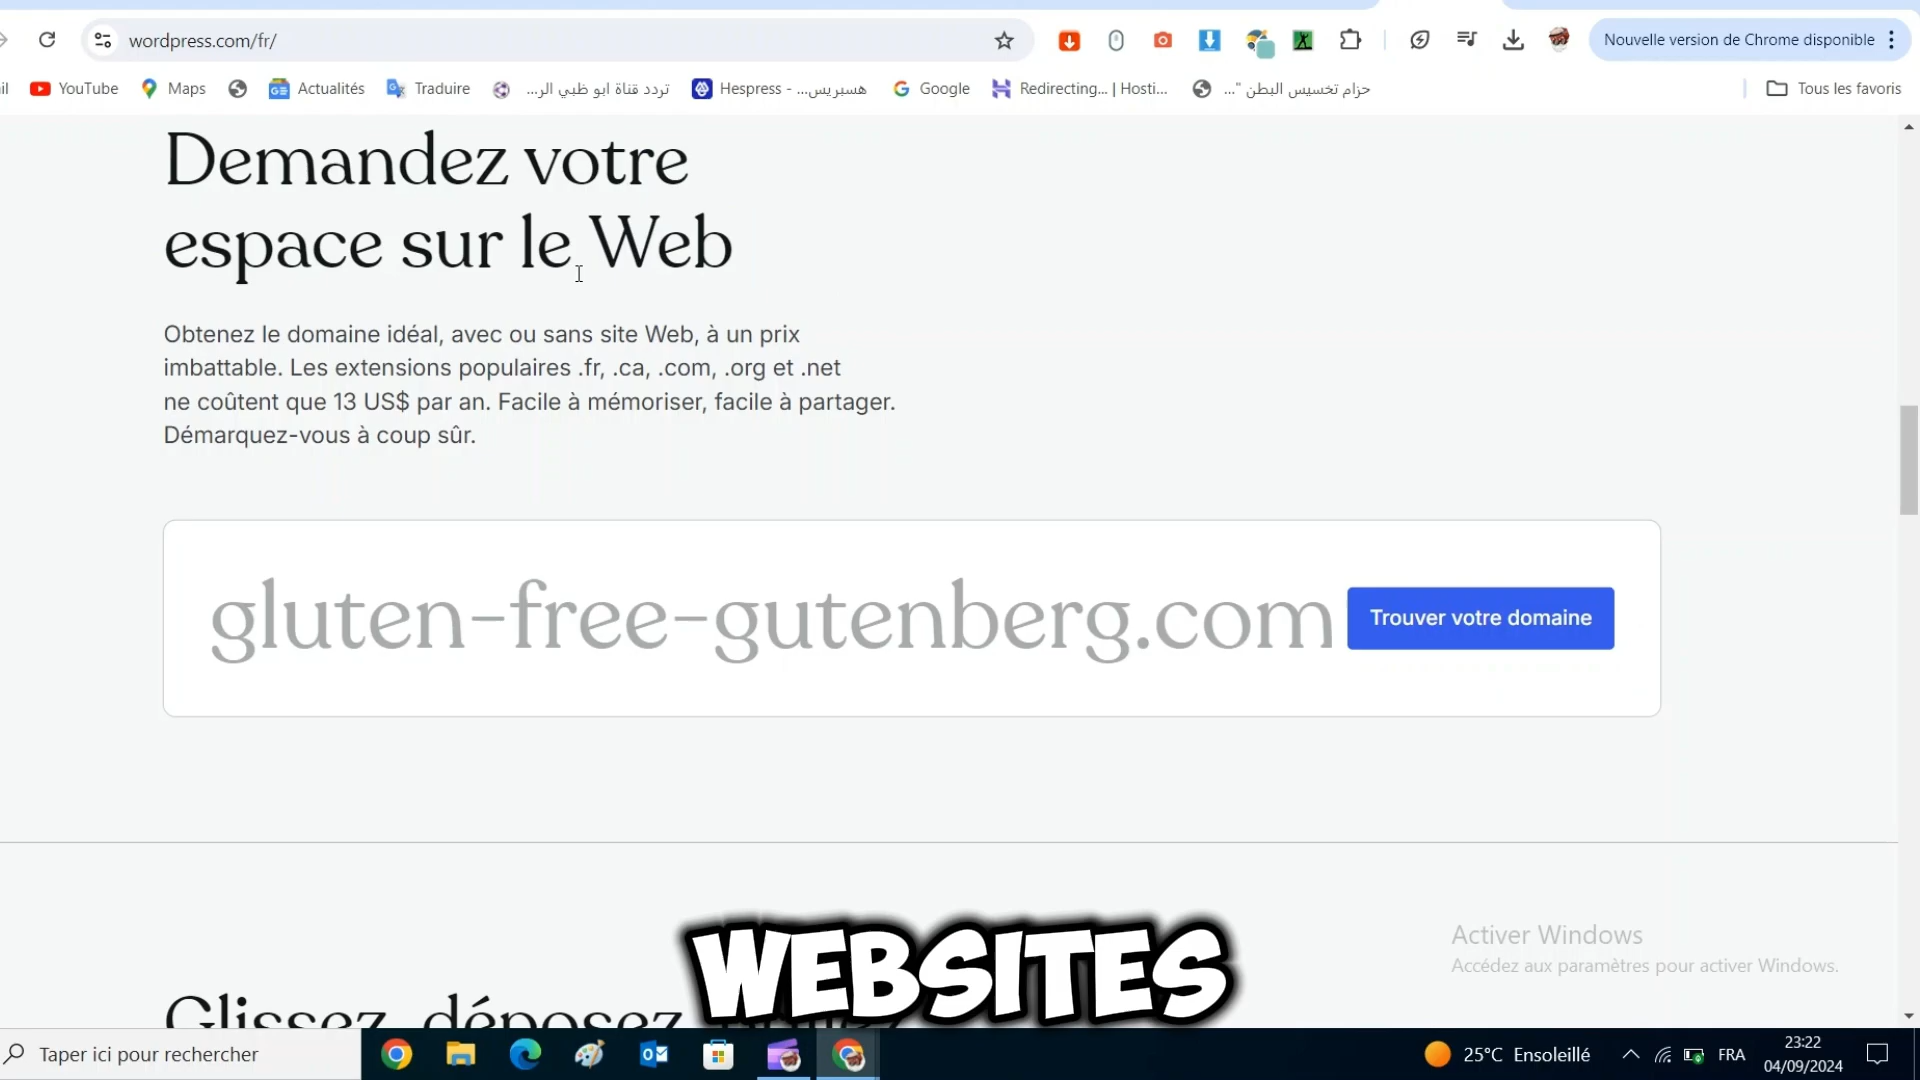 wordpress.com/fr/
Nouvelle version de Chrome disponible
il
YouTube
Maps
Actualités
Traduire
تردد قناة ابو ظبي الر...
Hespress - هسبريس...
Google
Redirecting... | Hosti...
حزام تخسيس البطن "...
Tous les favoris
Demandez votre
espace sur le Web
Obtenez le domaine idéal, avec ou sans site Web, à un prix
imbattable. Les extensions populaires .fr, .ca, .com, .org et .net
ne coûtent que 13 US$ par an. Facile à mémoriser, facile à partager.
Démarquez-vous à coup sûr.
gluten-free-gutenberg.com
Trouver votre domaine
Activer Windows
Accédez aux paramètres pour activer Windows.
Glissez, déposez,
WEBSITES
Taper ici pour rechercher
25°C Ensoleillé
FRA
23:22
04/09/2024